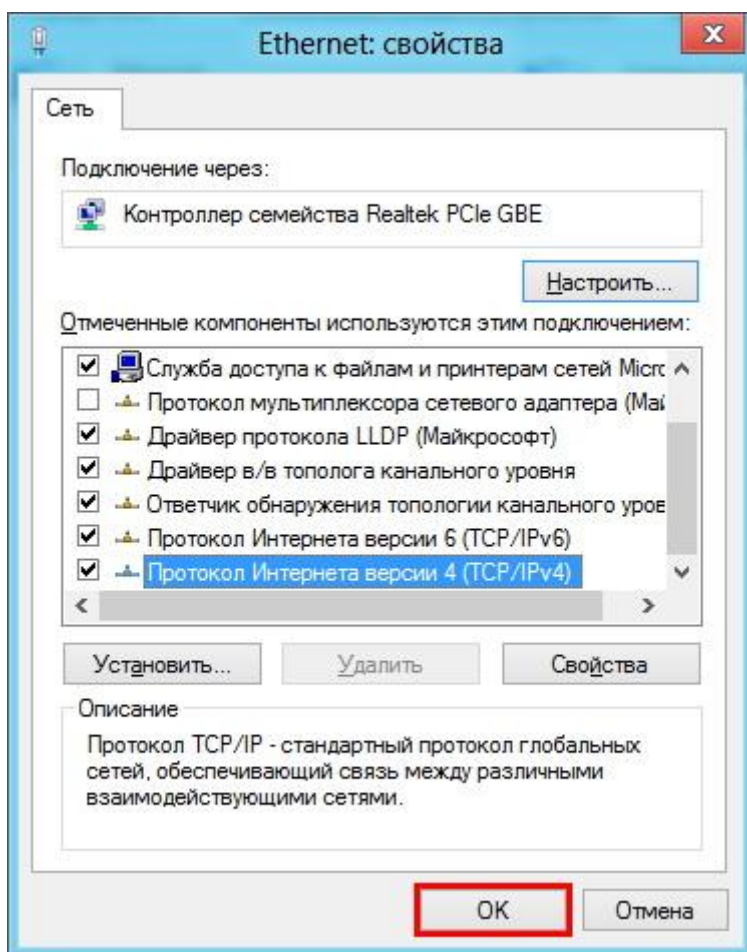 Ethernet: свойства
Сеть
Подключение через:
Контроллер семейства Realtek PCIe GBE
Настроить...
Отмеченные компоненты используются этим подключением:
Служба доступа к файлам и принтерам сетей Micr
Протокол мультиплексора сетевого адаптера (Май
Драйвер протокола LLDP (Майкрософт)
Драйвер в/в тополога канального уровня
Ответчик обнаружения топологии канального уров
Протокол Интернета версии 6 (TCP/IPv6)
Протокол Интернета версии 4 (TCP/IPv4)
Установить... Удалить Свойства
Описание
Протокол TCP/IP - стандартный протокол глобальных
сетей, обеспечивающий связь между различными
взаимодействующими сетями.
OK Отмена